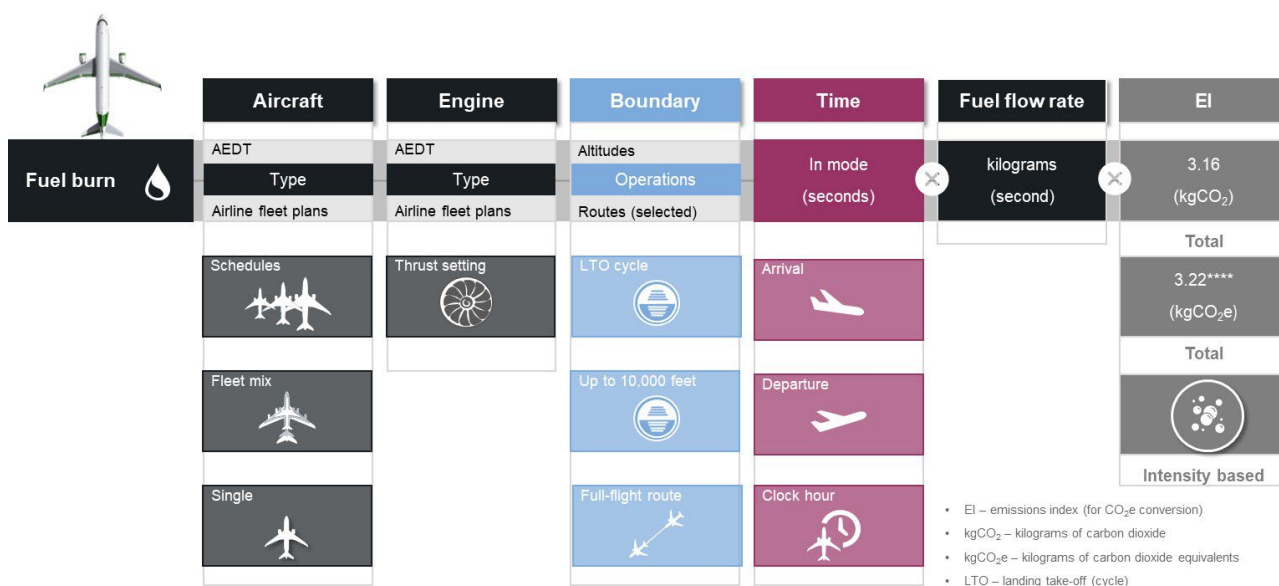 Aircraft
Engine
Boundary
Time
Fuel flow rate
EI
Fuel burn
AEDT
Type
Airline fleet plans
AEDT
Type
Airline fleet plans
Altitudes
Operations
Routes (selected)
In mode
(seconds)
kilograms
(second)
3.16
(kgCO₂)
Total
Schedules
Thrust setting
LTO cycle
Arrival
3.22****
(kgCO₂e)
Total
Fleet mix
Up to 10,000 feet
Departure
Intensity based
Single
Full-flight route
Clock hour
• EI – emissions index (for CO₂e conversion)
• kgCO₂ – kilograms of carbon dioxide
• kgCO₂e – kilograms of carbon dioxide equivalents
• LTO – landing take-off (cycle)